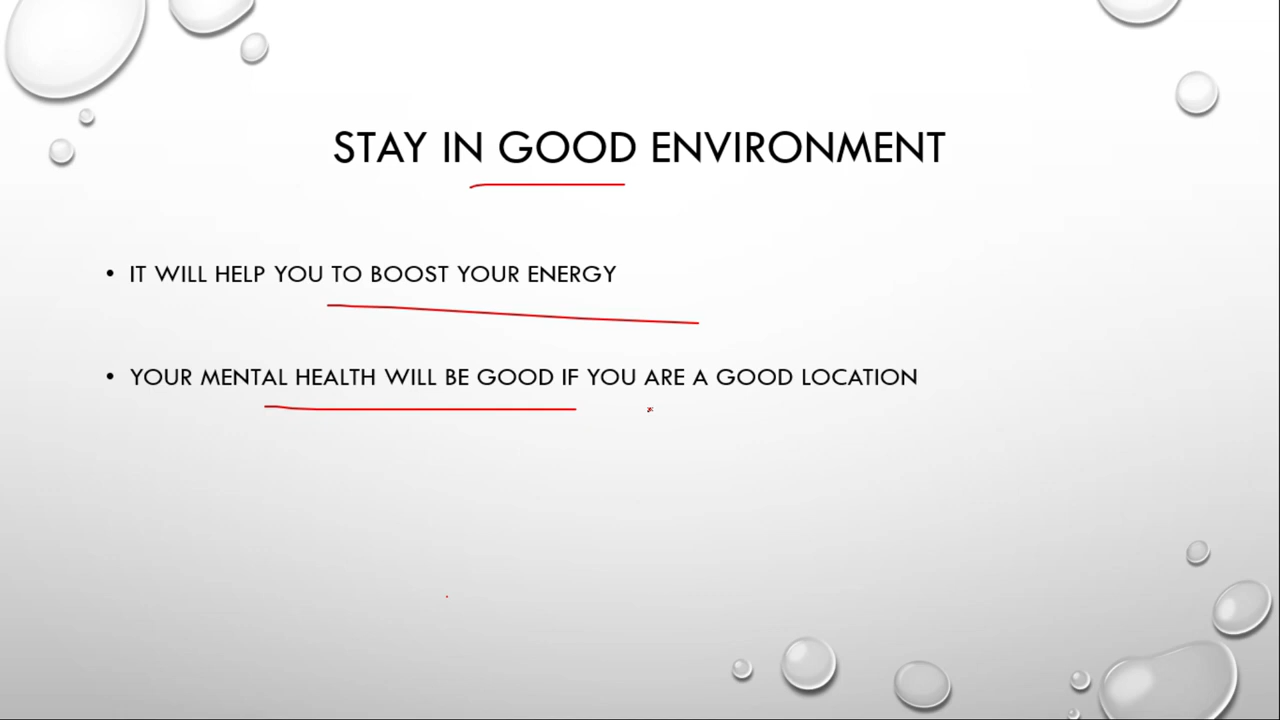 STAY IN GOOD ENVIRONMENT
• IT WILL HELP YOU TO BOOST YOUR ENERGY
• YOUR MENTAL HEALTH WILL BE GOOD IF YOU ARE A GOOD LOCATION